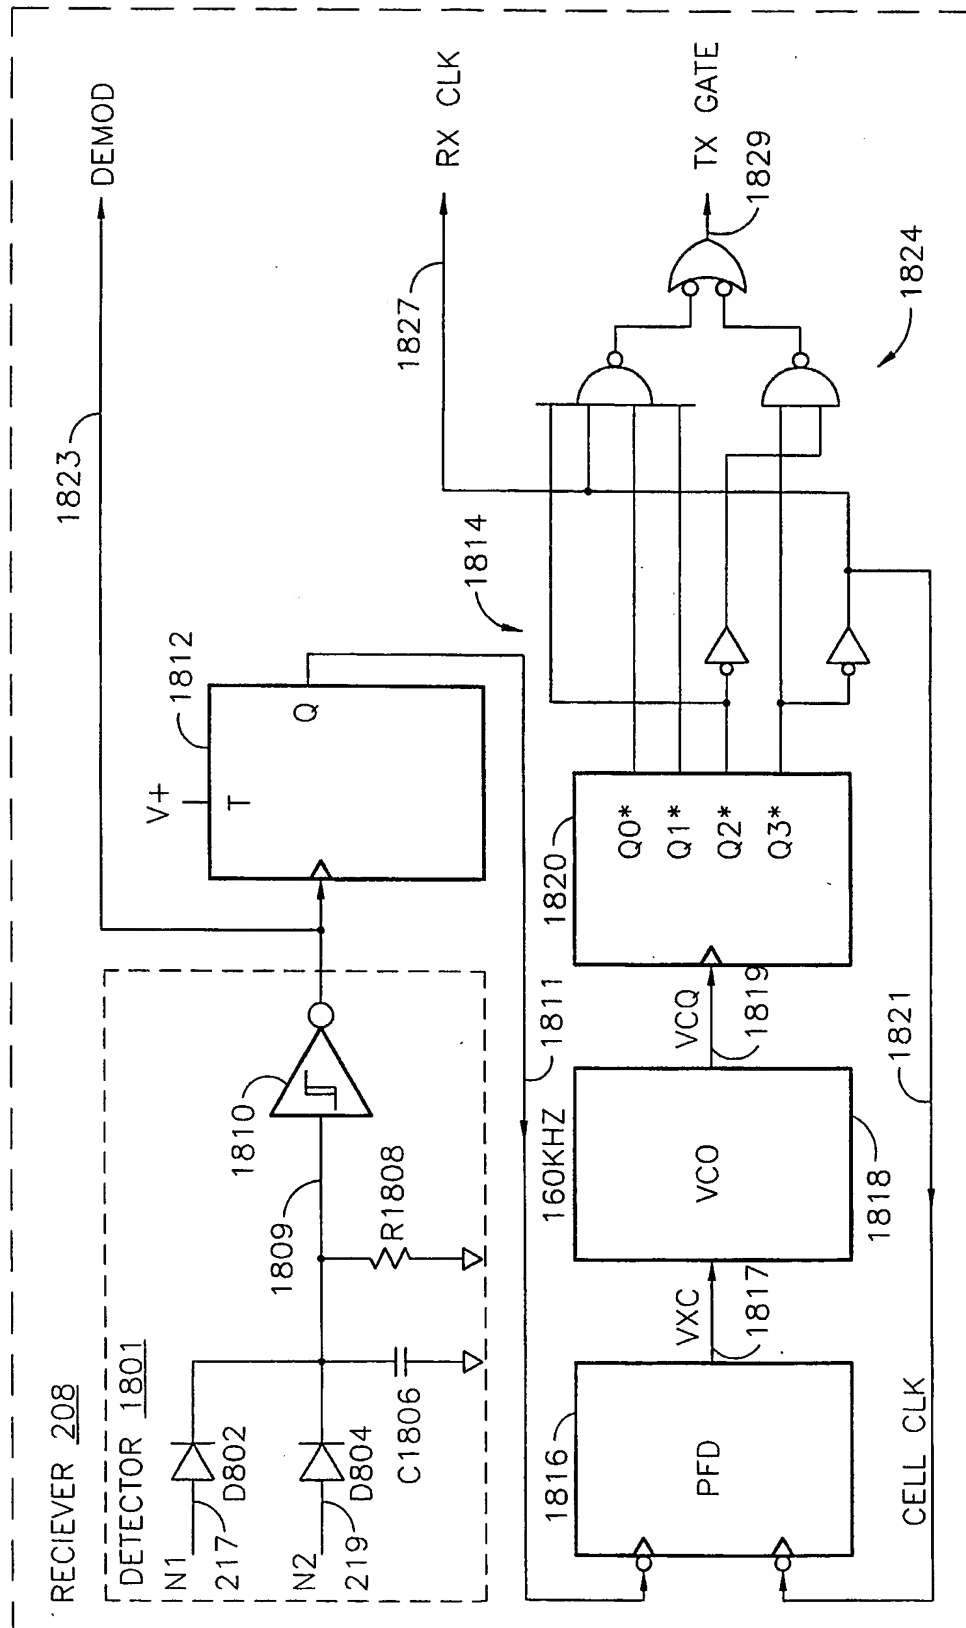 RECIEVER 208
DETECTOR 1801
N1
217
D802
N2
219
D804
C1806
1809
R1808
1810
1823
DEMOD
V+
T
Q
1812
1811
1814
1816
PFD
VXC
1817
160KHZ
VCO
1818
VCQ
1819
1820
Q0*
Q1*
Q2*
Q3*
1827
RX CLK
TX GATE
1829
1824
CELL CLK
1821